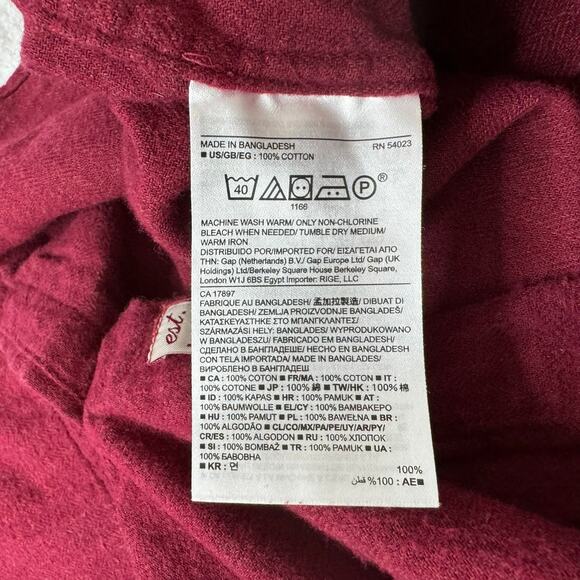 MADE IN BANGLADESH RN 54023
■ US/GB/EG : 100% COTTON
40 P ®
1166
MACHINE WASH WARM/ ONLY NON-CHLORINE
BLEACH WHEN NEEDED/ TUMBLE DRY MEDIUM/
WARM IRON
DISTRIBUIDO POR/IMPORTED FOR/ ΕΙΣΑΓΕΤΑΙ ΑΠΟ
ΤΗΝ: Gap (Netherlands) B.V./ Gap Europe Ltd/ Gap (UK
Holdings) Ltd/Berkeley Square House Berkeley Square,
London W1J 6BS Egypt Importer: RIGE, LLC
CA 17897
FABRIQUE AU BANGLADESH/ 孟加拉製造/ DIBUAT DI
BANGLADESH/ ZEMLJA PROIZVODNJE BANGLADEŠ/
ΚΑΤΑΣΚΕΥΑΣΤΗΚΕ ΣΤΟ ΜΠΑΝΓΚΛΑΝΤΕΣ/
SZÁRMAZÁSI HELY: BANGLADES/ WYPRODUKOWANO
W BANGLADESZU/ FABRICADO EM BANGLADESH/
СДЕЛАНО В БАНГЛАДЕШЕ/ HECHO EN BANGLADESH
CON TELA IMPORTADA/ MADE IN BANGLADES/
ВИРОБЛЕНО В БАНГЛАДЕШ
■ CA : 100% COTON ■ FR/MA : 100% COTON ■ IT :
100% COTONE ■ JP : 100% 綿 ■ TW/HK : 100% 棉
■ ID : 100% KAPAS ■ HR : 100% PAMUK ■ AT :
100% BAUMWOLLE ■ EL/CY : 100% ΒΑΜΒΑΚΕΡΟ
■ HU : 100% PAMUT ■ PL : 100% BAWEŁNA ■ BR :
100% ALGODÃO ■ CL/CO/MX/PA/PE/UY/AR/PY/
CR/ES : 100% ALGODON ■ RU : 100% ХЛОПОК
■ SI : 100% BOMBAŽ ■ TR : 100% PAMUK ■ UA :
100% БАВОВНА
■ KR : 면 100%
■AE : 100% قطن
est.